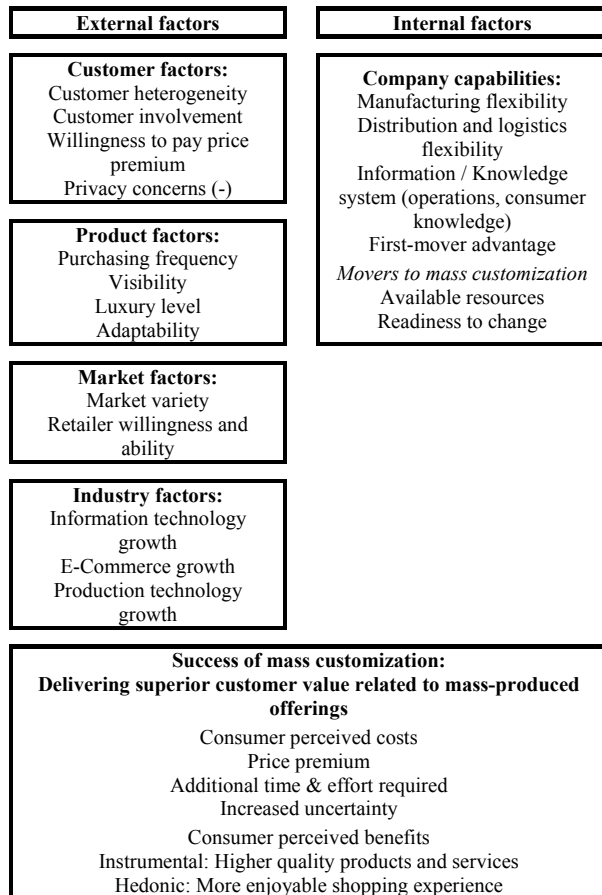 External factors
Customer factors:
Customer heterogeneity
Customer involvement
Willingness to pay price
premium
Privacy concerns (-)
Product factors:
Purchasing frequency
Visibility
Luxury level
Adaptability
Market factors:
Market variety
Retailer willingness and
ability
Industry factors:
Information technology
growth
E-Commerce growth
Production technology
growth
Internal factors
Company capabilities:
Manufacturing flexibility
Distribution and logistics
flexibility
Information / Knowledge
system (operations, consumer
knowledge)
First-mover advantage
Movers to mass customization
Available resources
Readiness to change
Success of mass customization:
Delivering superior customer value related to mass-produced
offerings
Consumer perceived costs
Price premium
Additional time & effort required
Increased uncertainty
Consumer perceived benefits
Instrumental: Higher quality products and services
Hedonic: More enjoyable shopping experience